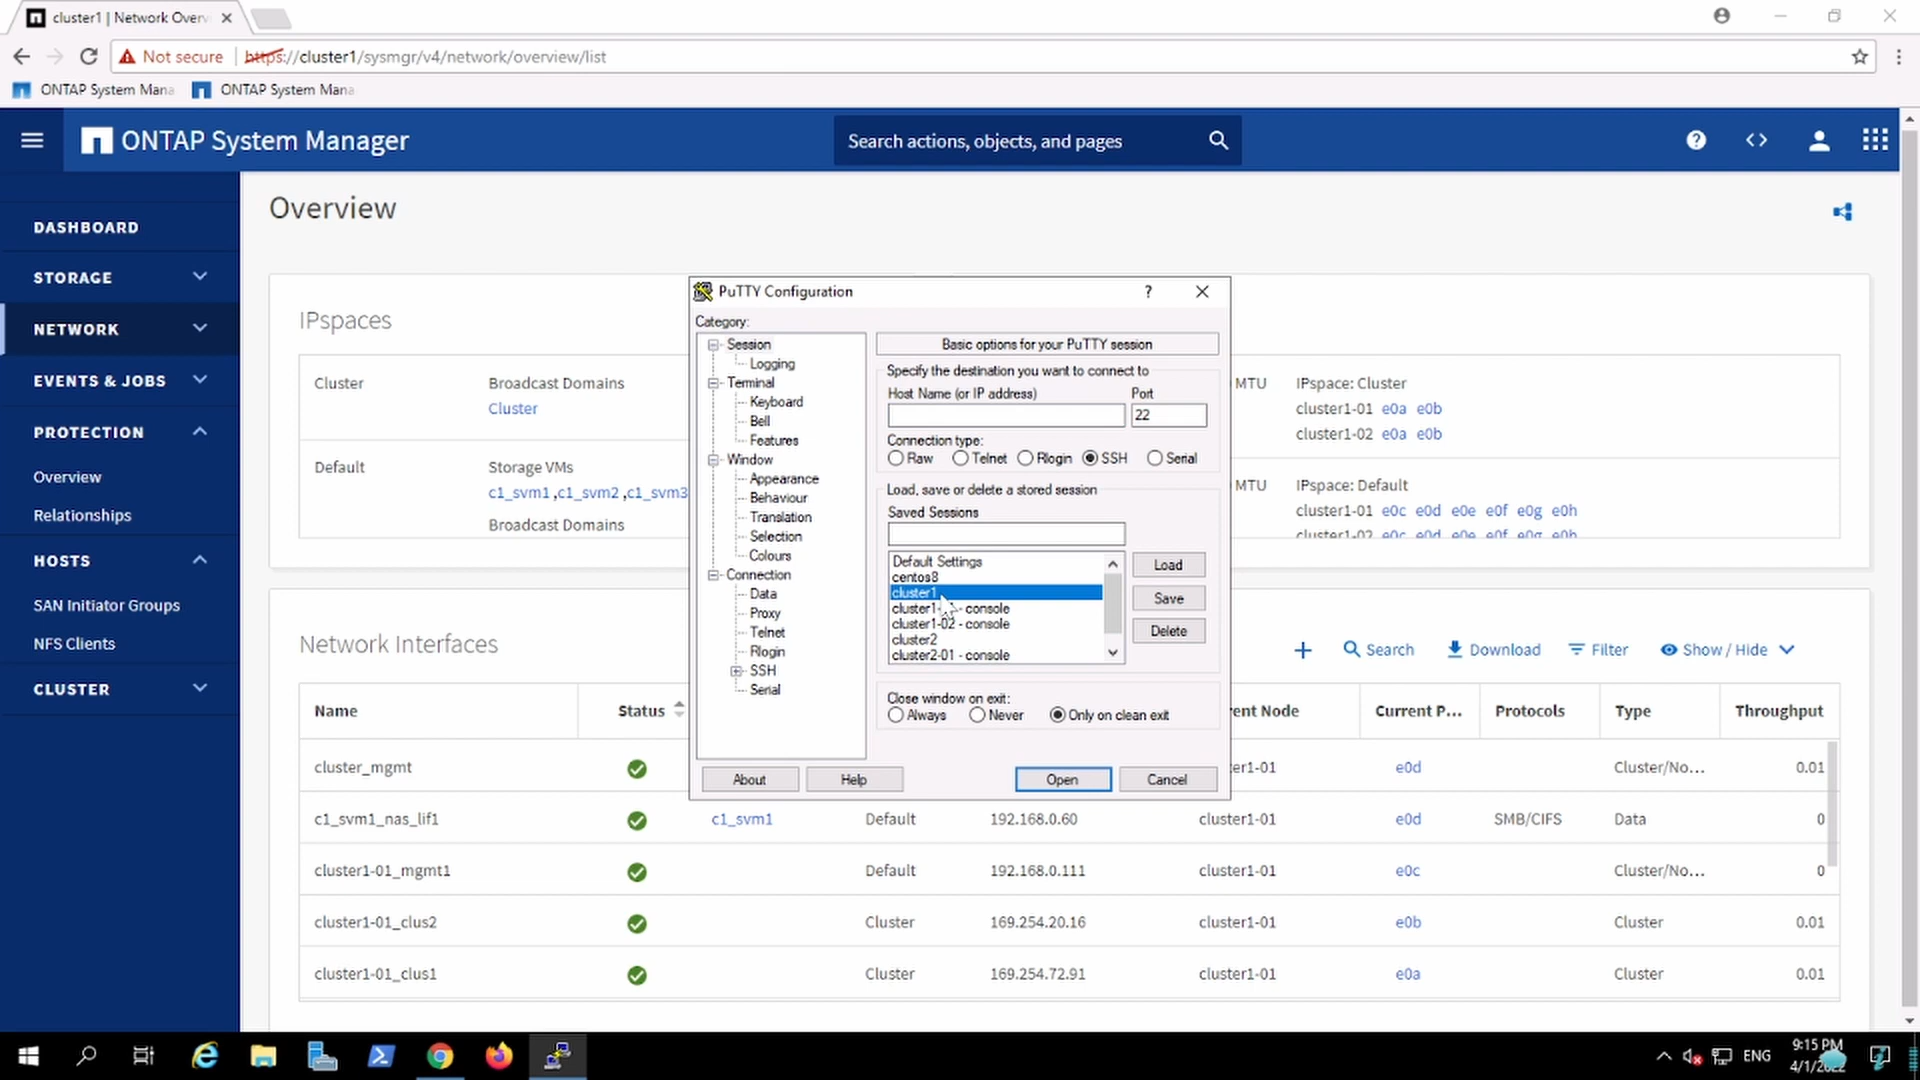 cluster1 | Network Overv
Not secure
https://cluster1/sysmgr/v4/network/overview/list
ONTAP System Mana
ONTAP System Mana
ONTAP System Manager
Search actions, objects, and pages
DASHBOARD
STORAGE
NETWORK
EVENTS & JOBS
PROTECTION
Overview
Relationships
HOSTS
SAN Initiator Groups
NFS Clients
CLUSTER
Overview
IPspaces
Cluster
Broadcast Domains
Cluster
Default
Storage VMs
c1_svm1 ,c1_svm2 ,c1_svm3
Broadcast Domains
MTU
IPspace: Cluster
cluster1-01 e0a e0b
cluster1-02 e0a e0b
MTU
IPspace: Default
cluster1-01 e0c e0d e0e e0f e0g e0h
cluster1-02 e0c e0d e0e e0f e0g e0h
PuTTY Configuration
?
Category:
Session
Logging
Terminal
Keyboard
Bell
Features
Window
Appearance
Behaviour
Translation
Selection
Colours
Connection
Data
Proxy
Telnet
Rlogin
SSH
Serial
Basic options for your PuTTY session
Specify the destination you want to connect to
Host Name (or IP address) Port
22
Connection type:
Raw Telnet Rlogin SSH Serial
Load, save or delete a stored session
Saved Sessions
Default Settings
centos8
cluster1
cluster1- - console
cluster1-02 - console
cluster2
cluster2-01 - console
Load
Save
Delete
Close window on exit:
Always Never Only on clean exit
About Help Open Cancel
Network Interfaces
Search Download Filter Show / Hide
Name Status ent Node Current P... Protocols Type Throughput
cluster_mgmt er1-01 e0d Cluster/No... 0.01
c1_svm1_nas_lif1 c1_svm1 Default 192.168.0.60 cluster1-01 e0d SMB/CIFS Data 0
cluster1-01_mgmt1 Default 192.168.0.111 cluster1-01 e0c Cluster/No... 0
cluster1-01_clus2 Cluster 169.254.20.16 cluster1-01 e0b Cluster 0.01
cluster1-01_clus1 Cluster 169.254.72.91 cluster1-01 e0a Cluster 0.01
ENG
9:15 PM
4/1/2022